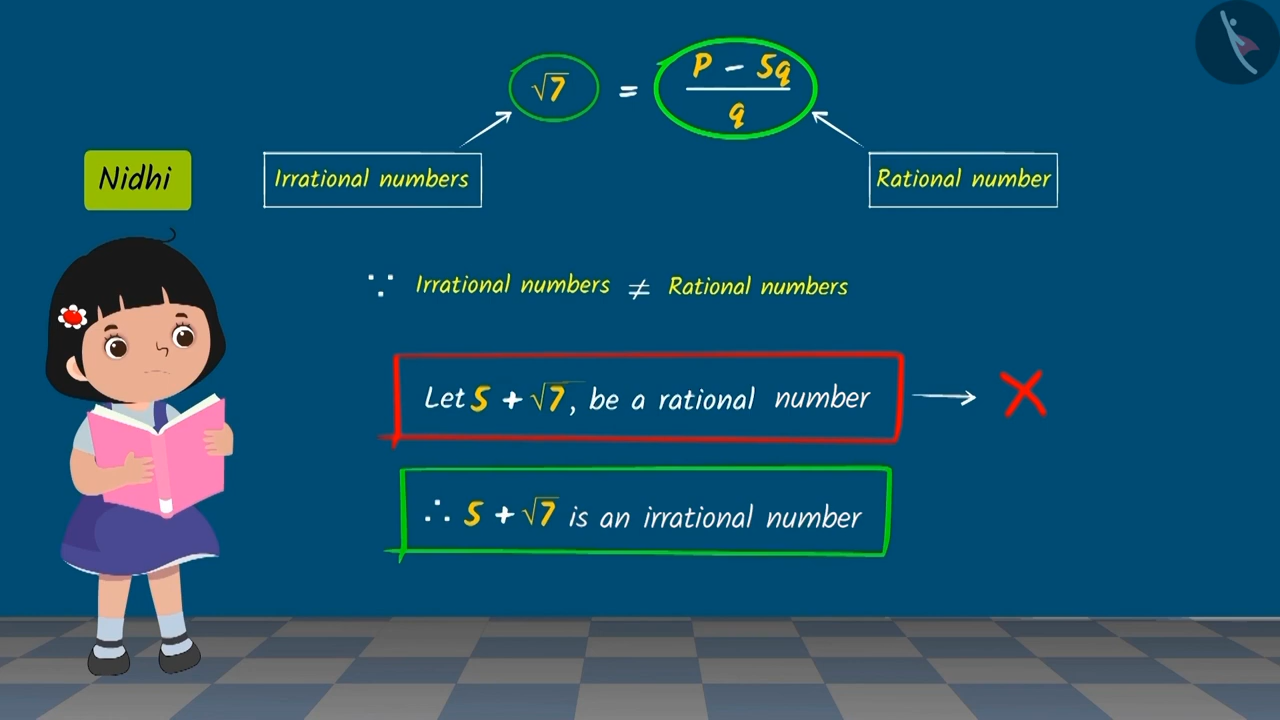 √7 = (P - 5q)/q
Nidhi
Irrational numbers
Rational number
∵ Irrational numbers ≠ Rational numbers
Let 5 + √7, be a rational number → ✗
∴ 5 + √7 is an irrational number